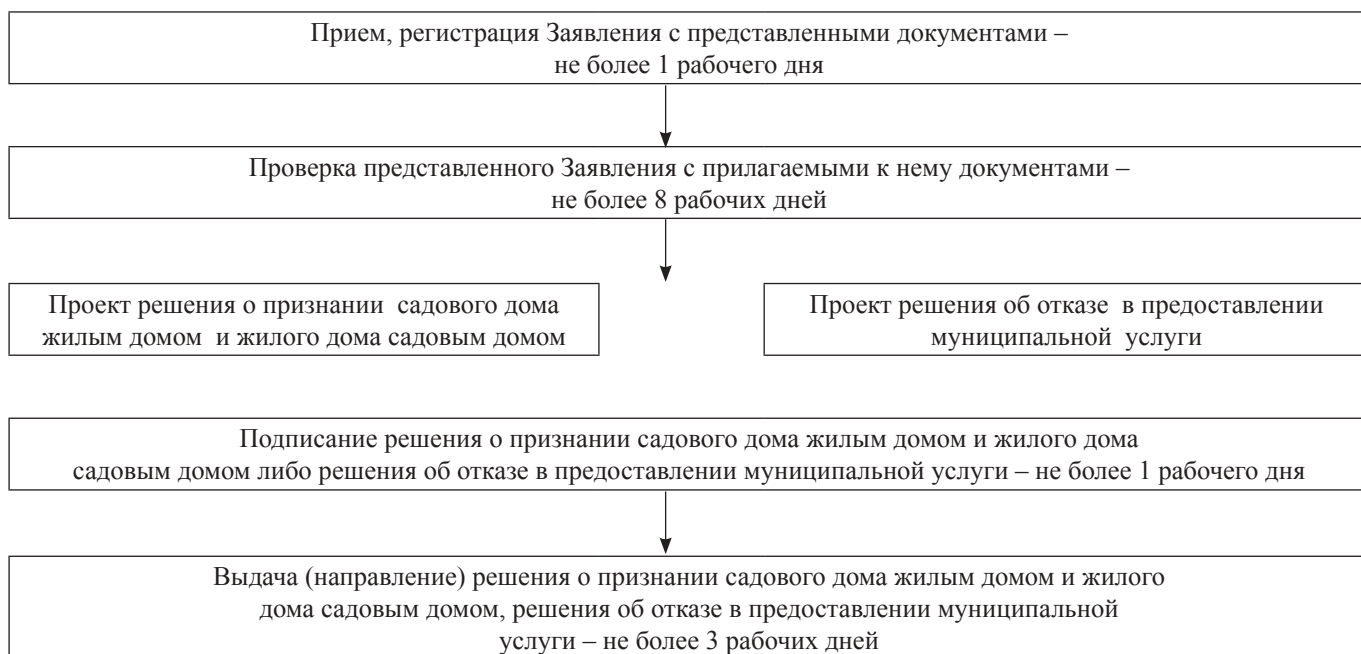 Прием, регистрация Заявления с представленными документами –
не более 1 рабочего дня
Проверка представленного Заявления с прилагаемыми к нему документами –
не более 8 рабочих дней
Проект решения о признании садового дома
жилым домом и жилого дома садовым домом
Проект решения об отказе в предоставлении
муниципальной услуги
Подписание решения о признании садового дома жилым домом и жилого дома
садовым домом либо решения об отказе в предоставлении муниципальной услуги – не более 1 рабочего дня
Выдача (направление) решения о признании садового дома жилым домом и жилого
дома садовым домом, решения об отказе в предоставлении муниципальной
услуги – не более 3 рабочих дней